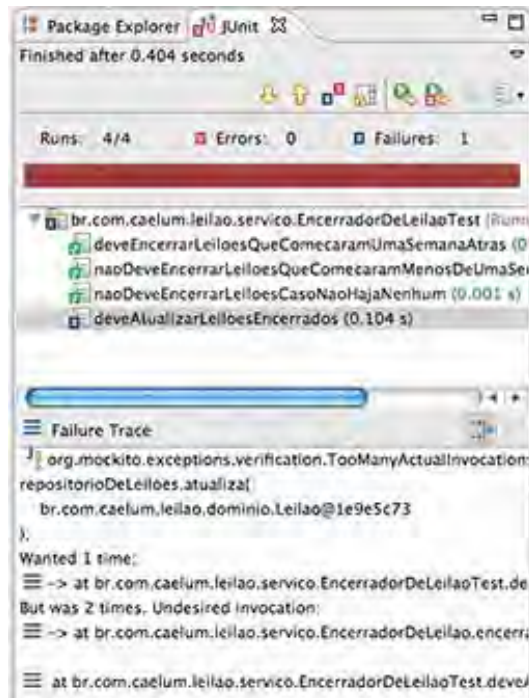 Package Explorer JUnit
Finished after 0.404 seconds
Runs: 4/4 Errors: 0 Failures: 1
br.com.caelum.leilao.servico.EncerradorDeLeilaoTest (Runn
deveEncerrarLeiloesQueComecaramUmaSemanaAtras (0
naoDeveEncerrarLeiloesQueComecaramMenosDeUmaSe
naoDeveEncerrarLeiloesCasoNaoHajaNenhum (0.001 s)
deveAtualizarLeiloesEncerrados (0.104 s)
Failure Trace
org.mockito.exceptions.verification.TooManyActualInvocation
repositorioDeLeiloes.atualiza(
br.com.caelum.leilao.dominio.Leilao@1e9e5c73
);
Wanted 1 time:
-> at br.com.caelum.leilao.servico.EncerradorDeLeilaoTest.de
But was 2 times. Undesired invocation:
-> at br.com.caelum.leilao.servico.EncerradorDeLeilao.encerra
at br.com.caelum.leilao.servico.EncerradorDeLeilaoTest.deve